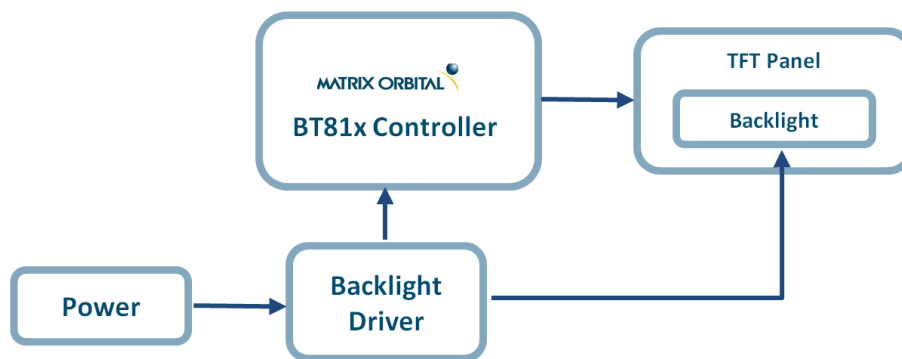 MATRIX ORBITAL
BT81x Controller
TFT Panel
Backlight
Power
Backlight
Driver